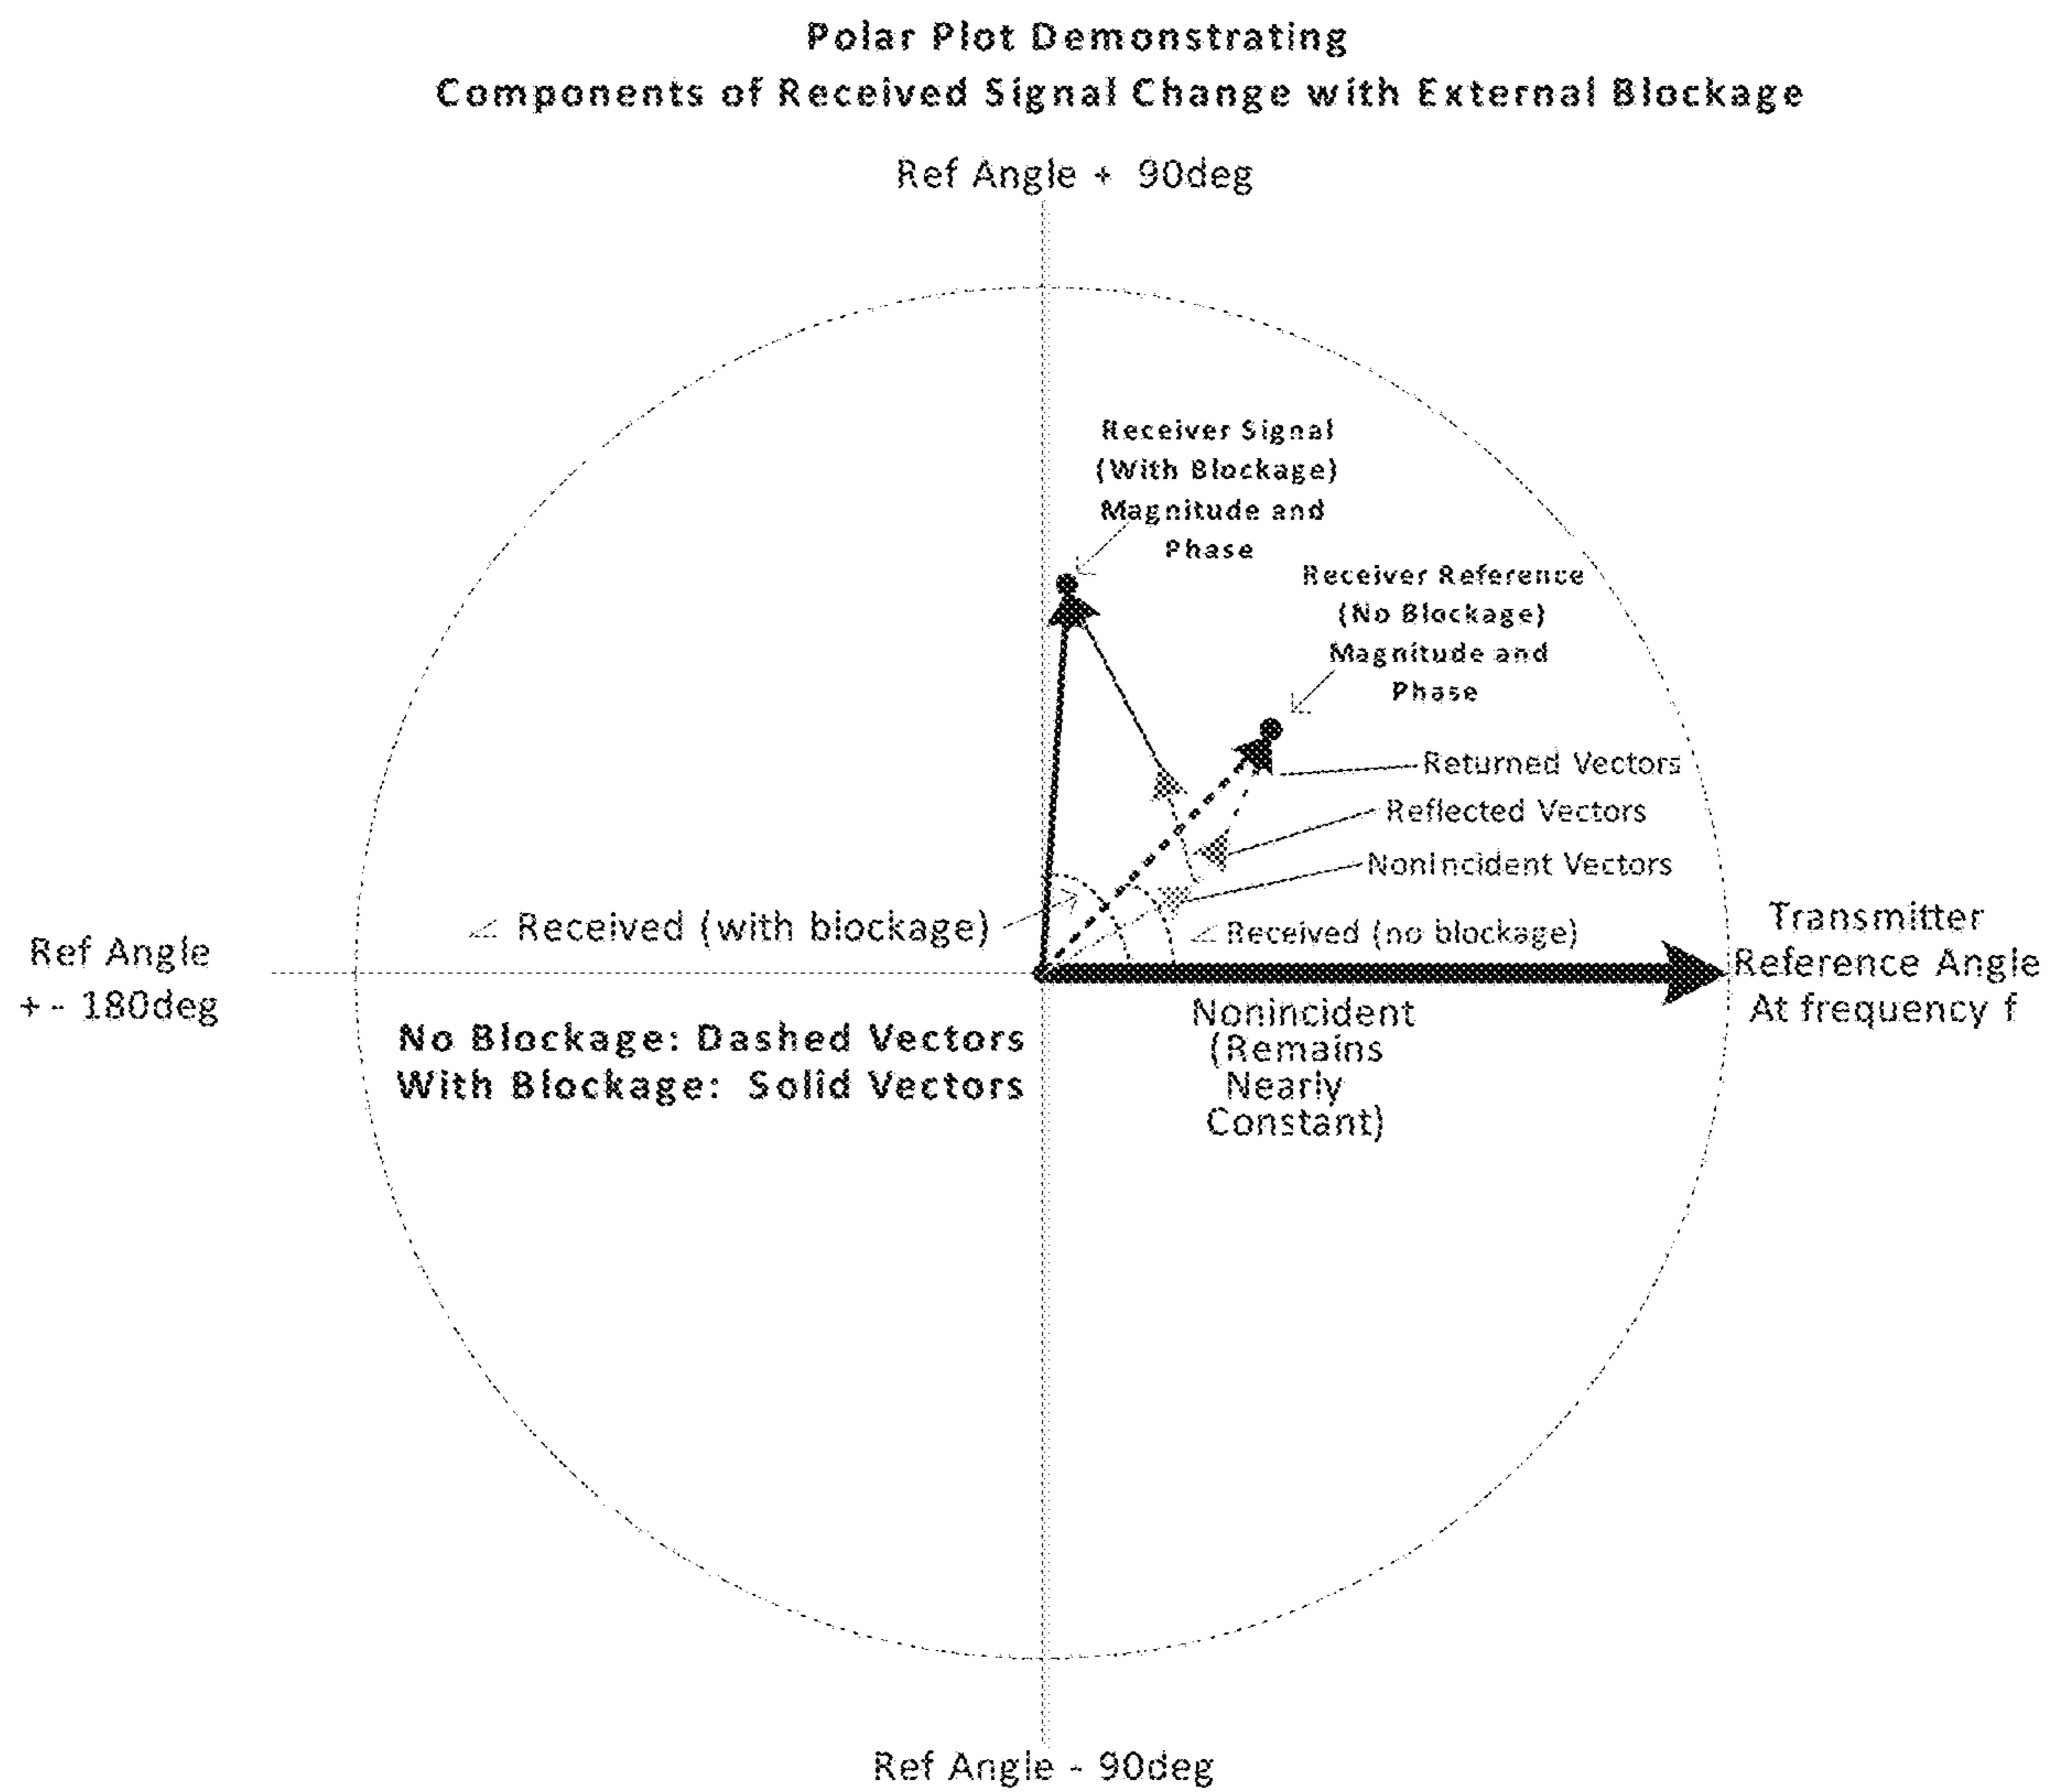 Polar Plot Demonstrating
Components of Received Signal Change with External Blockage
Ref Angle + 90deg
Receiver Signal
(With Blockage)
Magnitude and
Phase
Receiver Reference
(No Blockage)
Magnitude and
Phase
Returned Vectors
Reflected Vectors
NonIncident Vectors
∠ Received (with blockage)
∠ Received (no blockage)
Ref Angle
+ - 180deg
Transmitter
Reference Angle
At frequency f
No Blockage: Dashed Vectors
With Blockage: Solid Vectors
Nonincident
(Remains
Nearly
Constant)
Ref Angle - 90deg